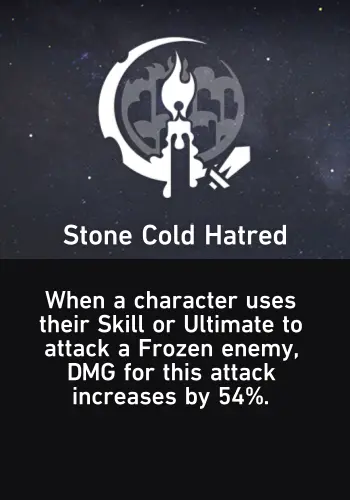 Stone Cold Hatred
When a character uses
their Skill or Ultimate to
attack a Frozen enemy,
DMG for this attack
increases by 54%.